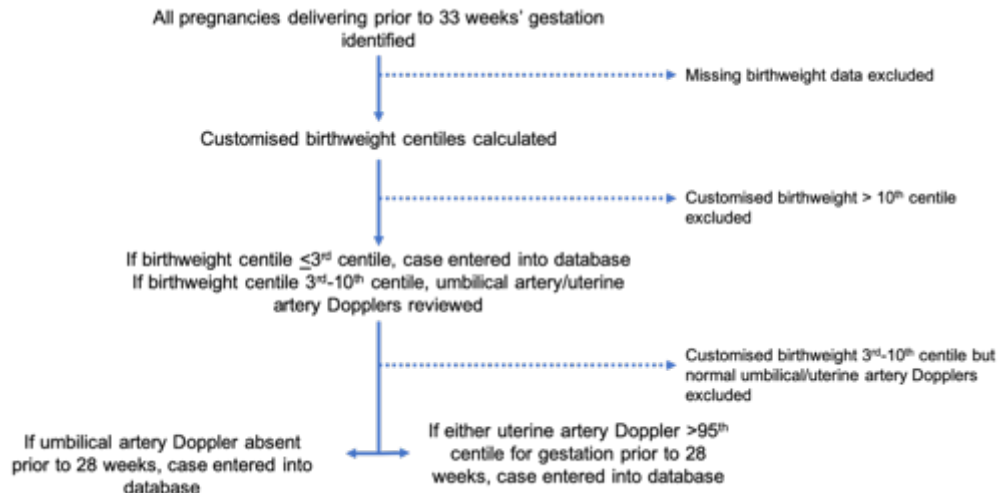 All pregnancies delivering prior to 33 weeks' gestation
identified
Missing birthweight data excluded
Customised birthweight centiles calculated
Customised birthweight > 10th centile
excluded
If birthweight centile ≤3rd centile, case entered into database
If birthweight centile 3rd-10th centile, umbilical artery/uterine
artery Dopplers reviewed
Customised birthweight 3rd-10th centile but
normal umbilical/uterine artery Dopplers
excluded
If umbilical artery Doppler absent
prior to 28 weeks, case entered into
database
If either uterine artery Doppler >95th
centile for gestation prior to 28
weeks, case entered into database